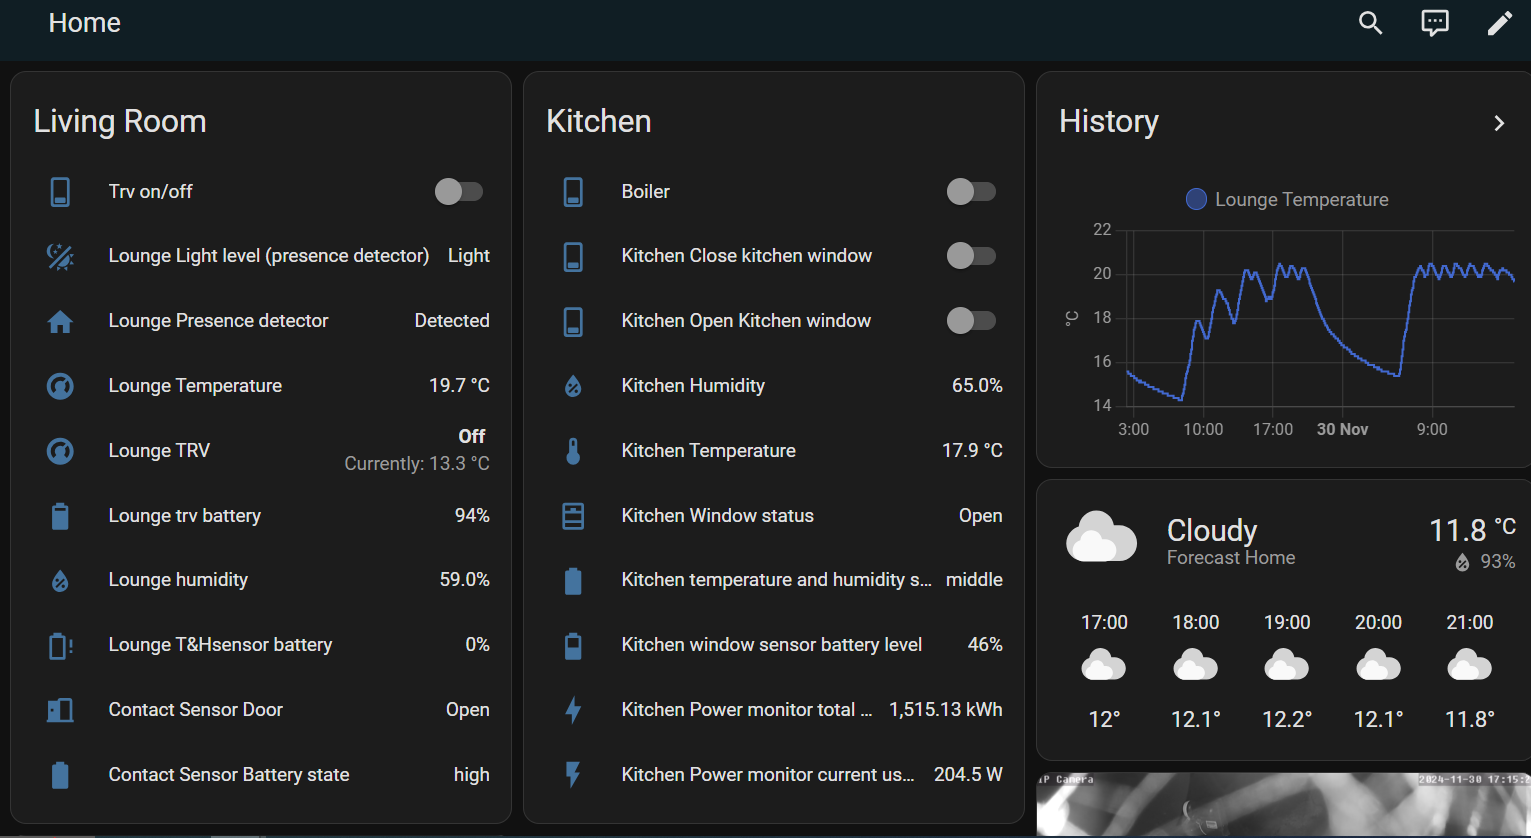 Home
Living Room
Trv on/off
Lounge Light level (presence detector) Light
Lounge Presence detector Detected
Lounge Temperature 19.7 °C
Lounge TRV Off
Currently: 13.3 °C
Lounge trv battery 94%
Lounge humidity 59.0%
Lounge T&Hsensor battery 0%
Contact Sensor Door Open
Contact Sensor Battery state high
Kitchen
Boiler
Kitchen Close kitchen window
Kitchen Open Kitchen window
Kitchen Humidity 65.0%
Kitchen Temperature 17.9 °C
Kitchen Window status Open
Kitchen temperature and humidity s... middle
Kitchen window sensor battery level 46%
Kitchen Power monitor total ... 1,515.13 kWh
Kitchen Power monitor current us... 204.5 W
History
Lounge Temperature
°C
22
20
18
16
14
3:00 10:00 17:00 30 Nov 9:00
Cloudy 11.8 °C
Forecast Home 93%
17:00 18:00 19:00 20:00 21:00
12° 12.1° 12.2° 12.1° 11.8°
IP Camera 2024-11-30 17:15:2